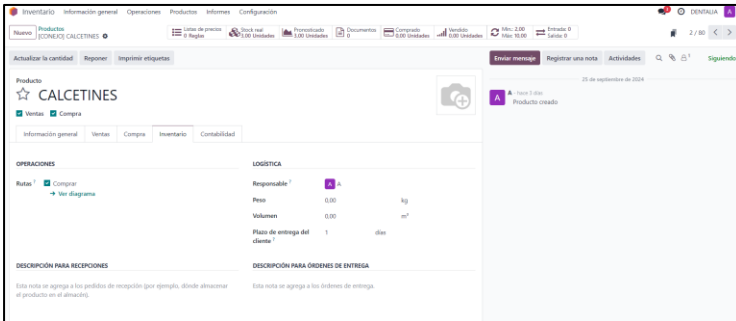 Inventario Información general Operaciones Productos Informes Configuración
DENTALIA A
Nuevo Productos
[CONEJO] CALCETINES
Listas de precios
0 Reglas
Stock real
3,00 Unidades
Pronosticado
3,00 Unidades
Documentos
0
Comprado
0,00 Unidades
Vendido
0,00 Unidades
Mín.: 2,00
Máx: 10,00
Entrada: 0
Salida: 0
2 / 80
Actualizar la cantidad Reponer Imprimir etiquetas
Enviar mensaje Registrar una nota Actividades
1
Siguiendo
Producto
CALCETINES
Ventas Compra
Información general Ventas Compra Inventario Contabilidad
OPERACIONES
Rutas ? Comprar
→ Ver diagrama
LOGÍSTICA
Responsable ? A A
Peso 0,00 kg
Volumen 0,00 m³
Plazo de entrega del cliente ? 1 días
DESCRIPCIÓN PARA RECEPCIONES
Esta nota se agrega a los pedidos de recepción (por ejemplo, dónde almacenar
el producto en el almacén).
DESCRIPCIÓN PARA ÓRDENES DE ENTREGA
Esta nota se agrega a los órdenes de entrega.
25 de septiembre de 2024
A A - hace 5 días
Producto creado